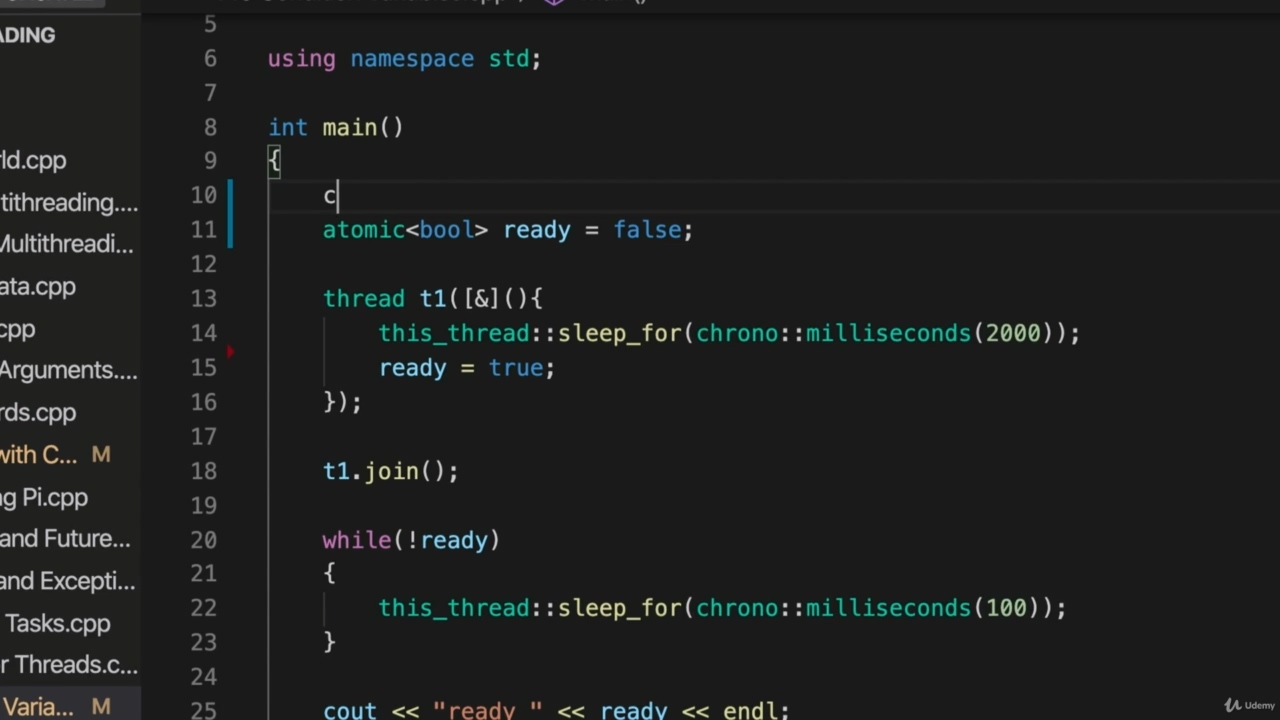 ADING
rld.cpp
tithreading....
Multithreadi...
ata.cpp
cpp
Arguments....
rds.cpp
with C... M
ng Pi.cpp
and Future...
and Excepti...
Tasks.cpp
r Threads.c...
Varia... M
5
6 using namespace std;
7
8 int main()
9 {
10 c
11 atomic<bool> ready = false;
12
13 thread t1([&](){
14 this_thread::sleep_for(chrono::milliseconds(2000));
15 ready = true;
16 });
17
18 t1.join();
19
20 while(!ready)
21 {
22 this_thread::sleep_for(chrono::milliseconds(100));
23 }
24
25 cout << "ready " << ready << endl;
Udemy